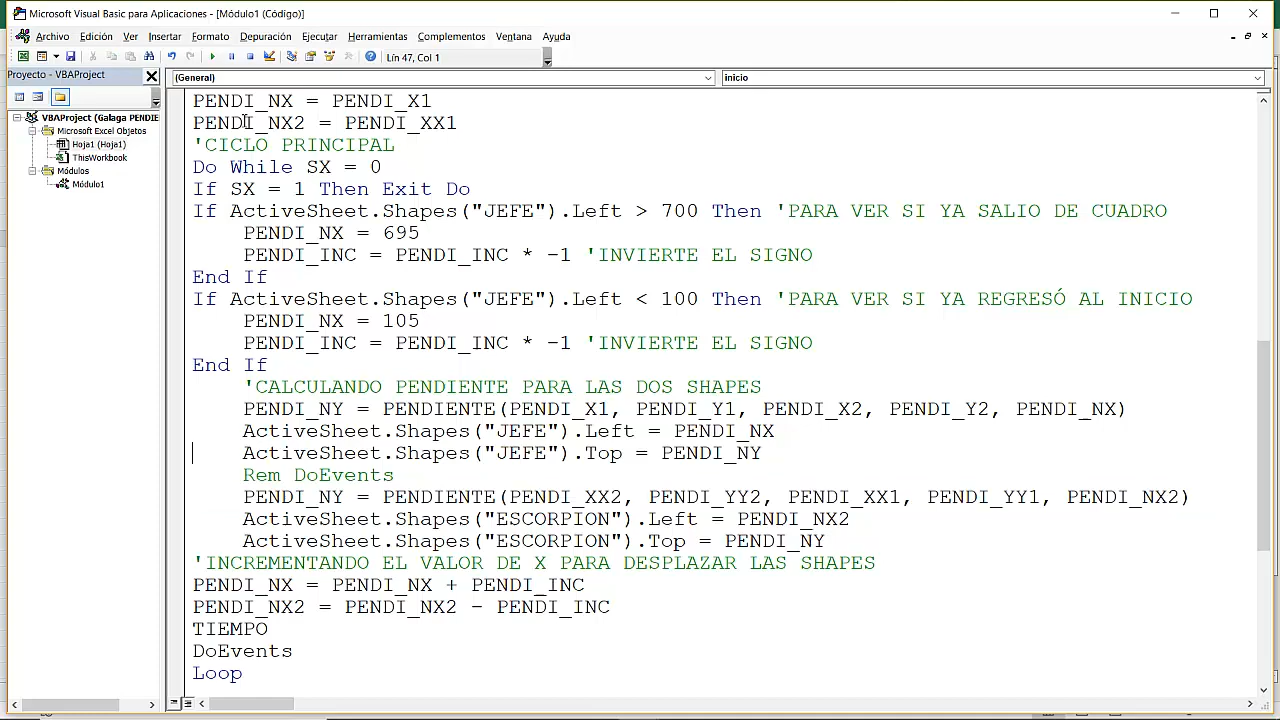 Microsoft Visual Basic para Aplicaciones - [Módulo1 (Código)]
Archivo Edición Ver Insertar Formato Depuración Ejecutar Herramientas Complementos Ventana Ayuda
Lín 47, Col 1
Proyecto - VBAProject
VBAProject (Galaga PENDIE
Microsoft Excel Objetos
Hoja1 (Hoja1)
ThisWorkbook
Módulos
Módulo1
(General)
inicio
PENDI_NX = PENDI_X1
PENDI_NX2 = PENDI_XX1
'CICLO PRINCIPAL
Do While SX = 0
If SX = 1 Then Exit Do
If ActiveSheet.Shapes("JEFE").Left > 700 Then 'PARA VER SI YA SALIO DE CUADRO
PENDI_NX = 695
PENDI_INC = PENDI_INC * -1 'INVIERTE EL SIGNO
End If
If ActiveSheet.Shapes("JEFE").Left < 100 Then 'PARA VER SI YA REGRESÓ AL INICIO
PENDI_NX = 105
PENDI_INC = PENDI_INC * -1 'INVIERTE EL SIGNO
End If
'CALCULANDO PENDIENTE PARA LAS DOS SHAPES
PENDI_NY = PENDIENTE(PENDI_X1, PENDI_Y1, PENDI_X2, PENDI_Y2, PENDI_NX)
ActiveSheet.Shapes("JEFE").Left = PENDI_NX
ActiveSheet.Shapes("JEFE").Top = PENDI_NY
Rem DoEvents
PENDI_NY = PENDIENTE(PENDI_XX2, PENDI_YY2, PENDI_XX1, PENDI_YY1, PENDI_NX2)
ActiveSheet.Shapes("ESCORPION").Left = PENDI_NX2
ActiveSheet.Shapes("ESCORPION").Top = PENDI_NY
'INCREMENTANDO EL VALOR DE X PARA DESPLAZAR LAS SHAPES
PENDI_NX = PENDI_NX + PENDI_INC
PENDI_NX2 = PENDI_NX2 - PENDI_INC
TIEMPO
DoEvents
Loop